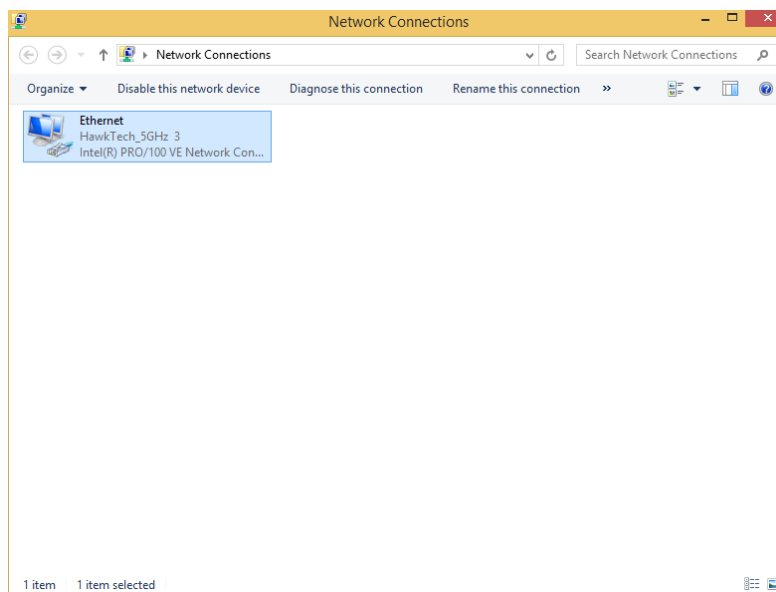 Network Connections
Network Connections
Search Network Connections
Organize Disable this network device Diagnose this connection Rename this connection »
Ethernet
HawkTech_5GHz 3
Intel(R) PRO/100 VE Network Con...
1 item 1 item selected